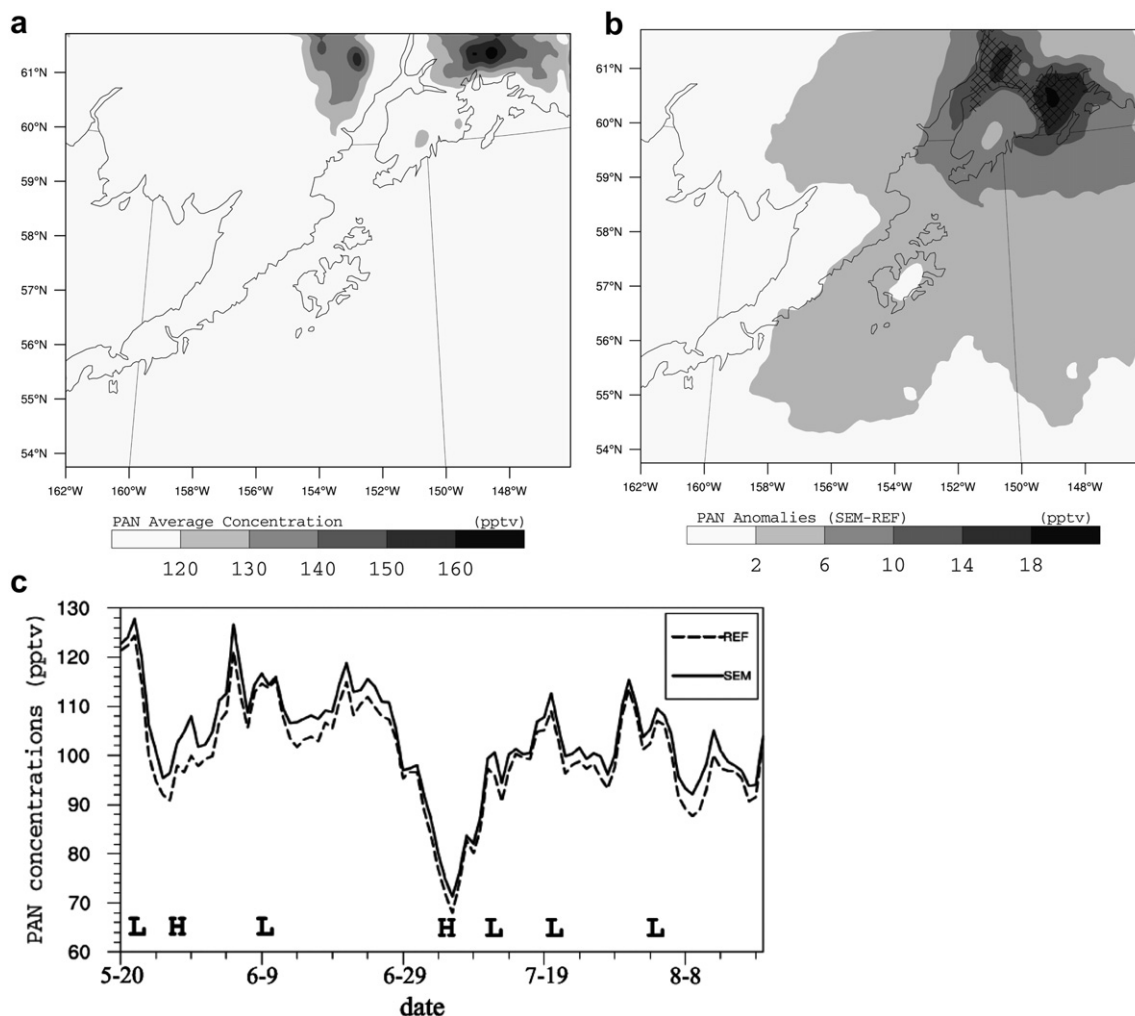 a
61°N
60°N
59°N
58°N
57°N
56°N
55°N
54°N
162°W 160°W 158°W 156°W 154°W 152°W 150°W 148°W
PAN Average Concentration (pptv)
120 130 140 150 160
b
61°N
60°N
59°N
58°N
57°N
56°N
55°N
54°N
162°W 160°W 158°W 156°W 154°W 152°W 150°W 148°W
PAN Anomalies (SEM-REF) (pptv)
2 6 10 14 18
c
PAN concentrations (pptv)
130
120
110
100
90
80
70
60
REF
SEM
L H L H L L L
5-20 6-9 6-29 7-19 8-8
date